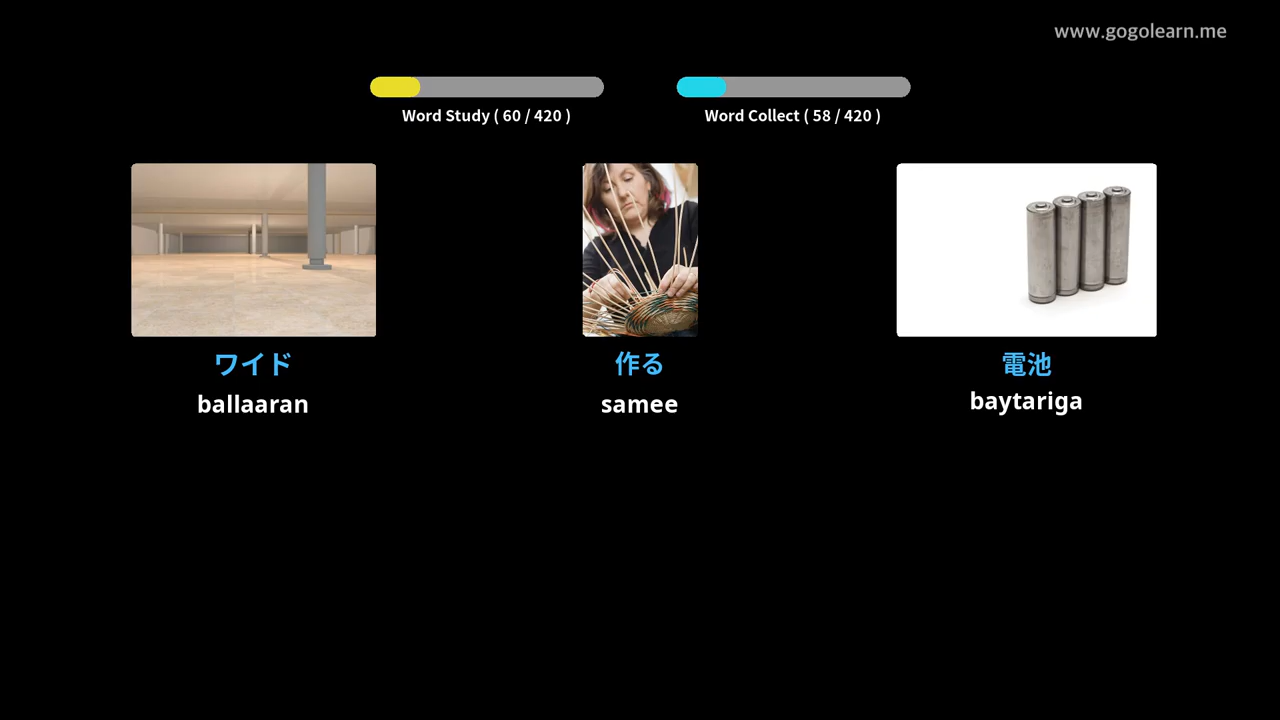 www.gogolearn.me
Word Study ( 60 / 420 )
Word Collect ( 58 / 420 )
ワイド
作る
電池
ballaaran
samee
baytariga